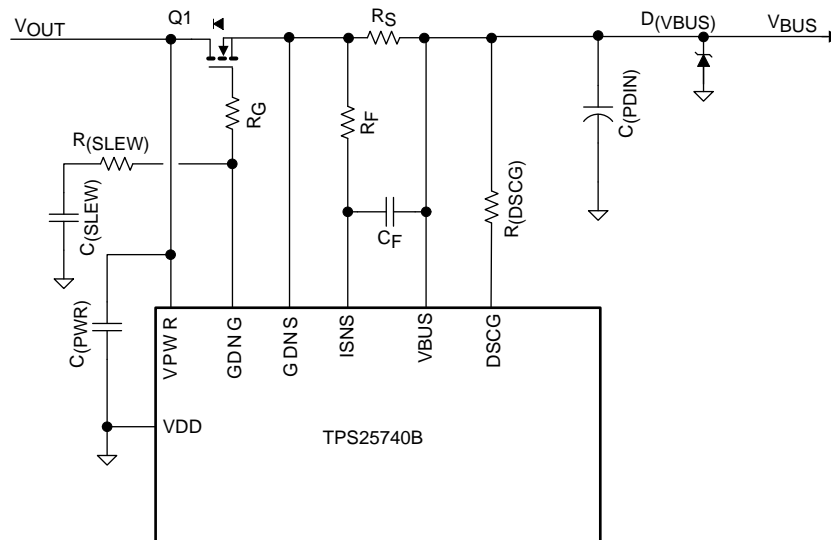 VOUT
Q1
RS
D(VBUS)
VBUS
RG
RF
C(PDIN)
R(SLEW)
C(SLEW)
CF
R(DSCG)
C(PWR)
VPWR
GDNG
GDNS
ISNS
VBUS
DSCG
VDD
TPS25740B